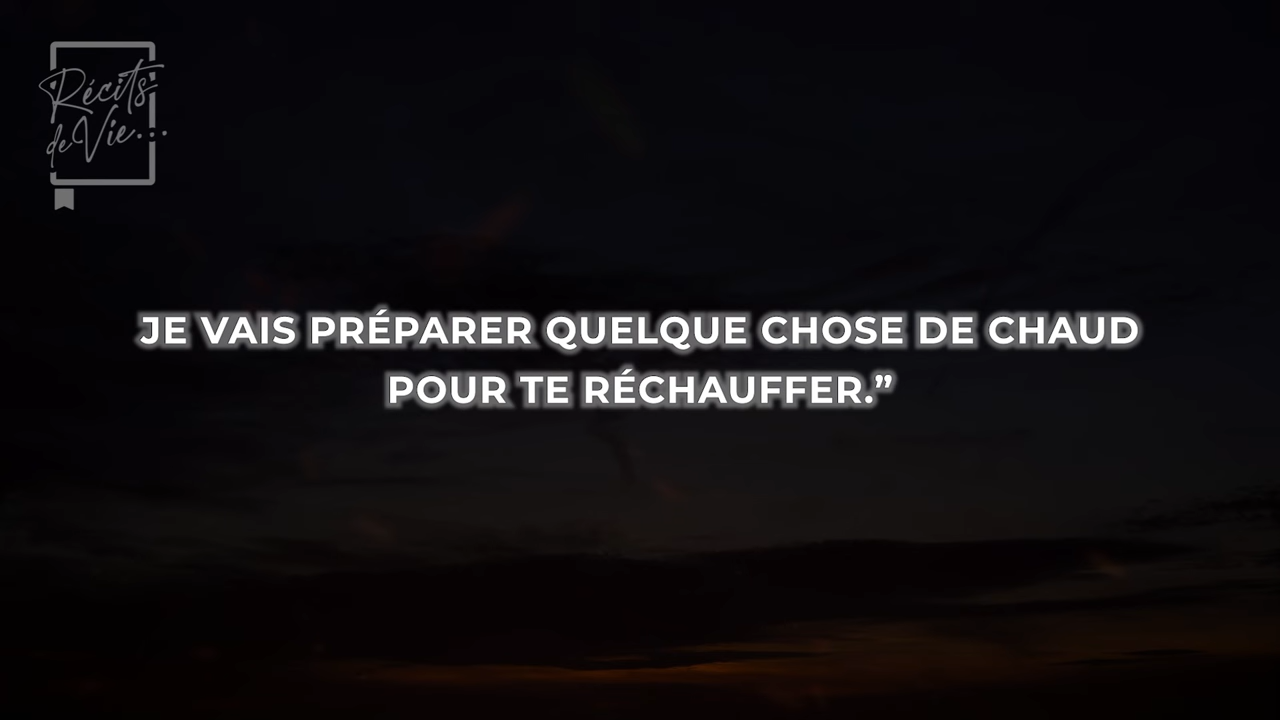 Récits
de Vie...
JE VAIS PRÉPARER QUELQUE CHOSE DE CHAUD
POUR TE RÉCHAUFFER.”